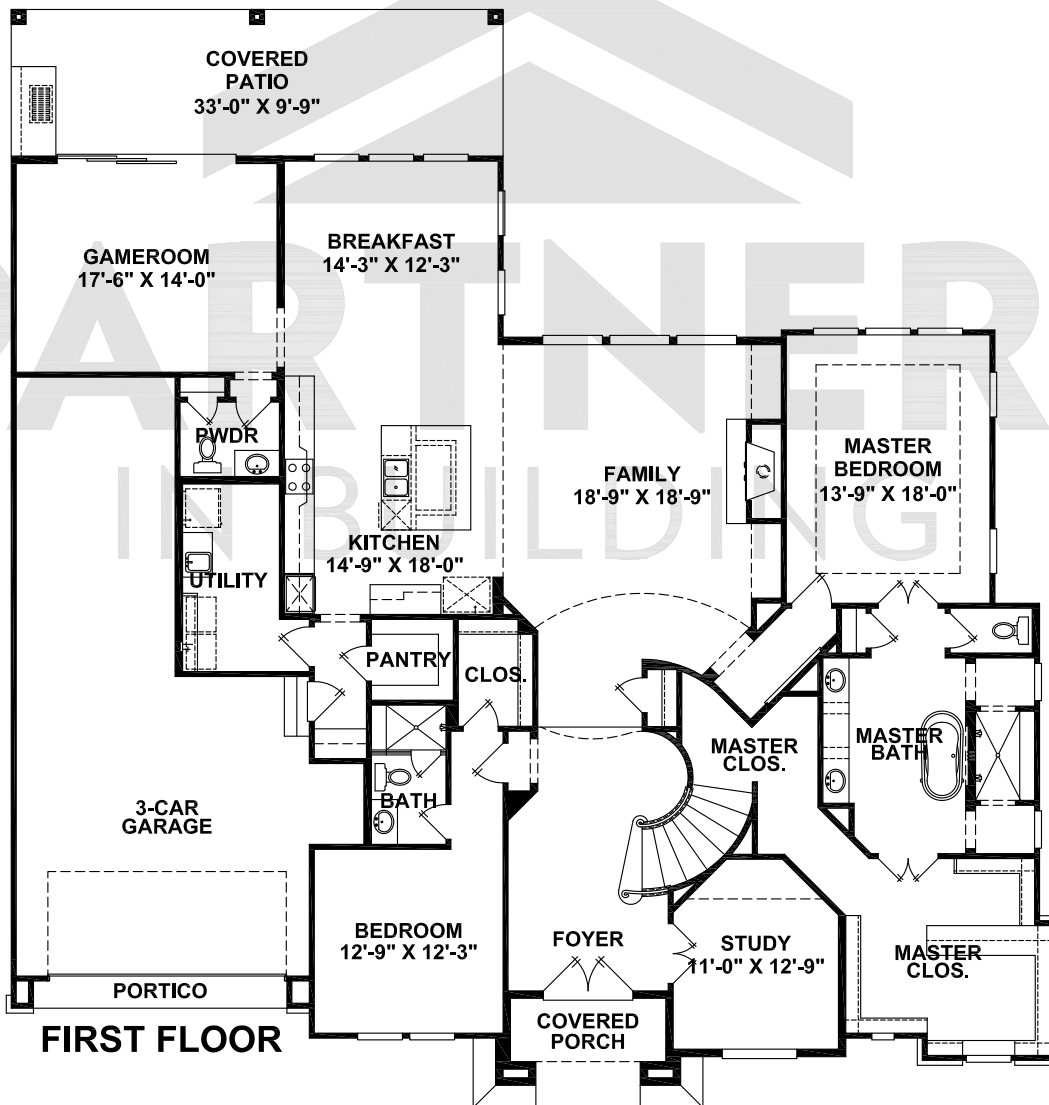 COVERED
PATIO
33'-0" X 9'-9"
GAMEROOM
17'-6" X 14'-0"
BREAKFAST
14'-3" X 12'-3"
PARTNER
IN BUILDING
PWDR
FAMILY
18'-9" X 18'-9"
MASTER
BEDROOM
13'-9" X 18'-0"
KITCHEN
14'-9" X 18'-0"
UTILITY
PANTRY
CLOS.
MASTER
CLOS.
MASTER
BATH
3-CAR
GARAGE
BATH
BEDROOM
12'-9" X 12'-3"
FOYER
STUDY
11'-0" X 12'-9"
MASTER
CLOS.
PORTICO
COVERED
PORCH
FIRST FLOOR